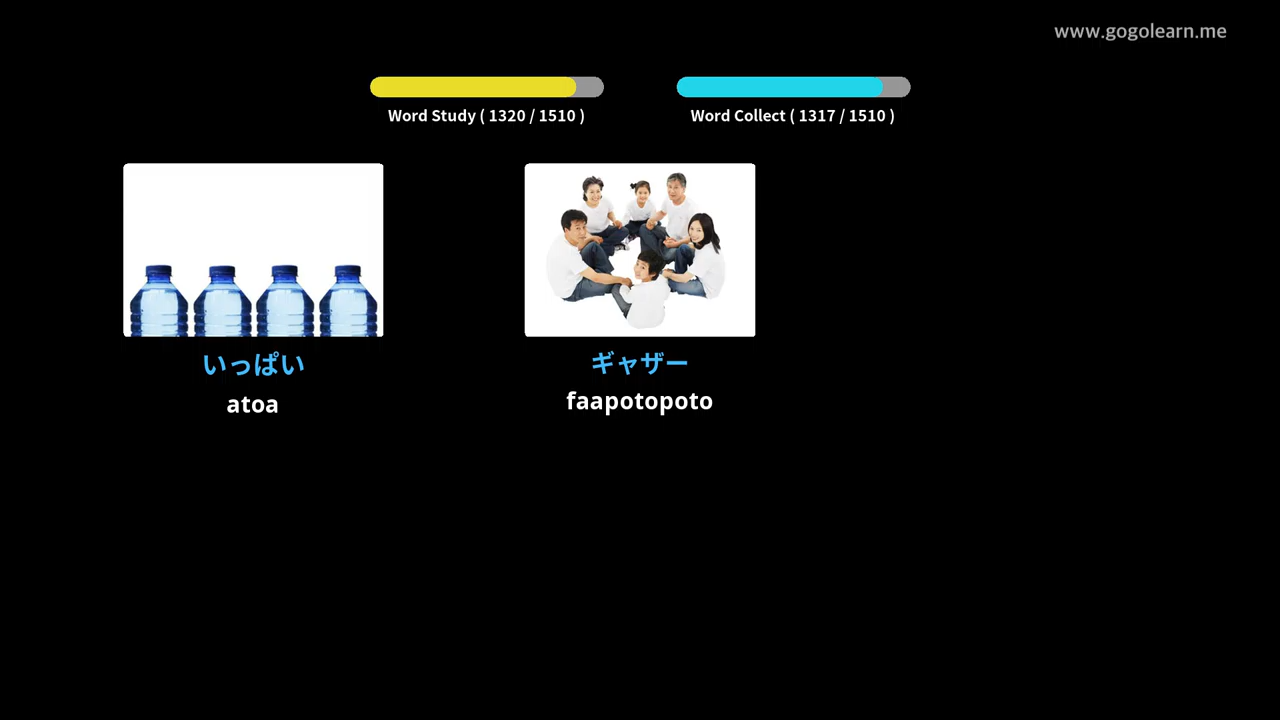 www.gogolearn.me
Word Study ( 1320 / 1510 )
Word Collect ( 1317 / 1510 )
いっぱい
atoa
ギャザー
faapotopoto